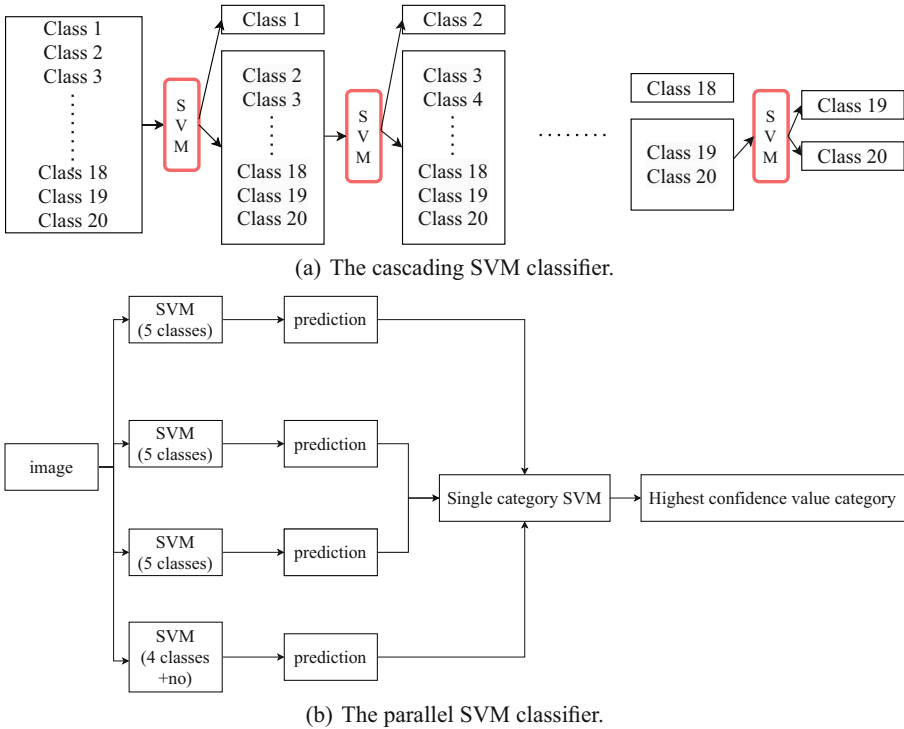 Class 1
Class 2
Class 3
Class 18
Class 19
Class 20
S
V
M
Class 1
Class 2
Class 3
Class 18
Class 19
Class 20
S
V
M
Class 2
Class 3
Class 4
Class 18
Class 19
Class 20
Class 18
Class 19
Class 20
S
V
M
Class 19
Class 20
(a) The cascading SVM classifier.
image
SVM
(5 classes)
prediction
SVM
(5 classes)
prediction
SVM
(5 classes)
prediction
SVM
(4 classes
+no)
prediction
Single category SVM
Highest confidence value category
(b) The parallel SVM classifier.